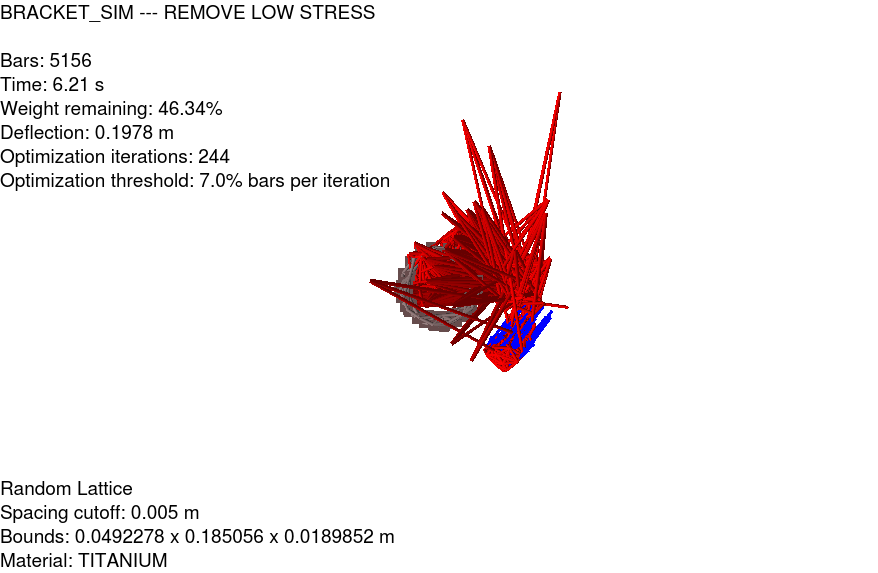 BRACKET_SIM --- REMOVE LOW STRESS
Bars: 5156
Time: 6.21 s
Weight remaining: 46.34%
Deflection: 0.1978 m
Optimization iterations: 244
Optimization threshold: 7.0% bars per iteration
Random Lattice
Spacing cutoff: 0.005 m
Bounds: 0.0492278 x 0.185056 x 0.0189852 m
Material: TITANIUM